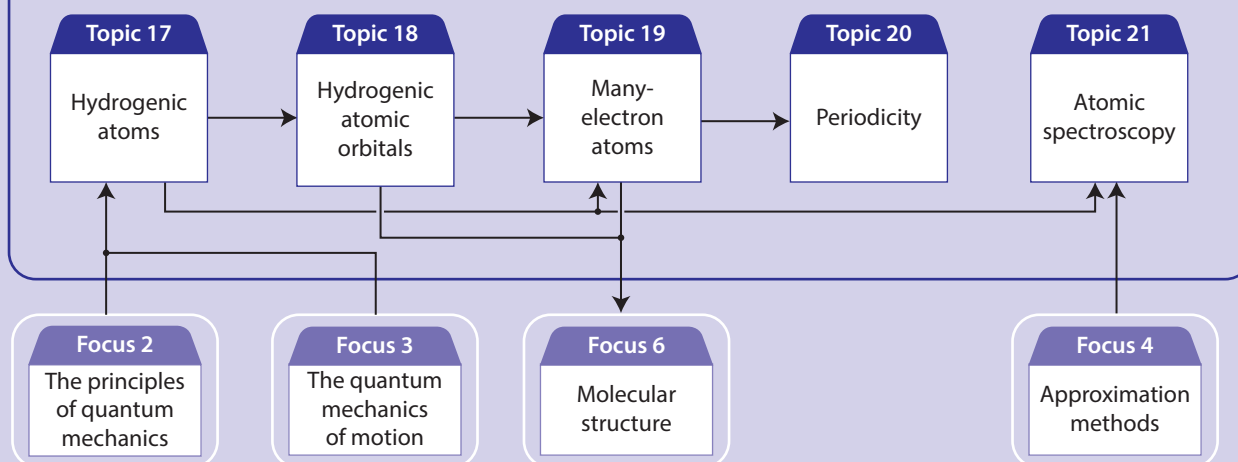 Topic 17
Hydrogenic
atoms
Topic 18
Hydrogenic
atomic
orbitals
Topic 19
Many-
electron
atoms
Topic 20
Periodicity
Topic 21
Atomic
spectroscopy
Focus 2
The principles
of quantum
mechanics
Focus 3
The quantum
mechanics
of motion
Focus 6
Molecular
structure
Focus 4
Approximation
methods